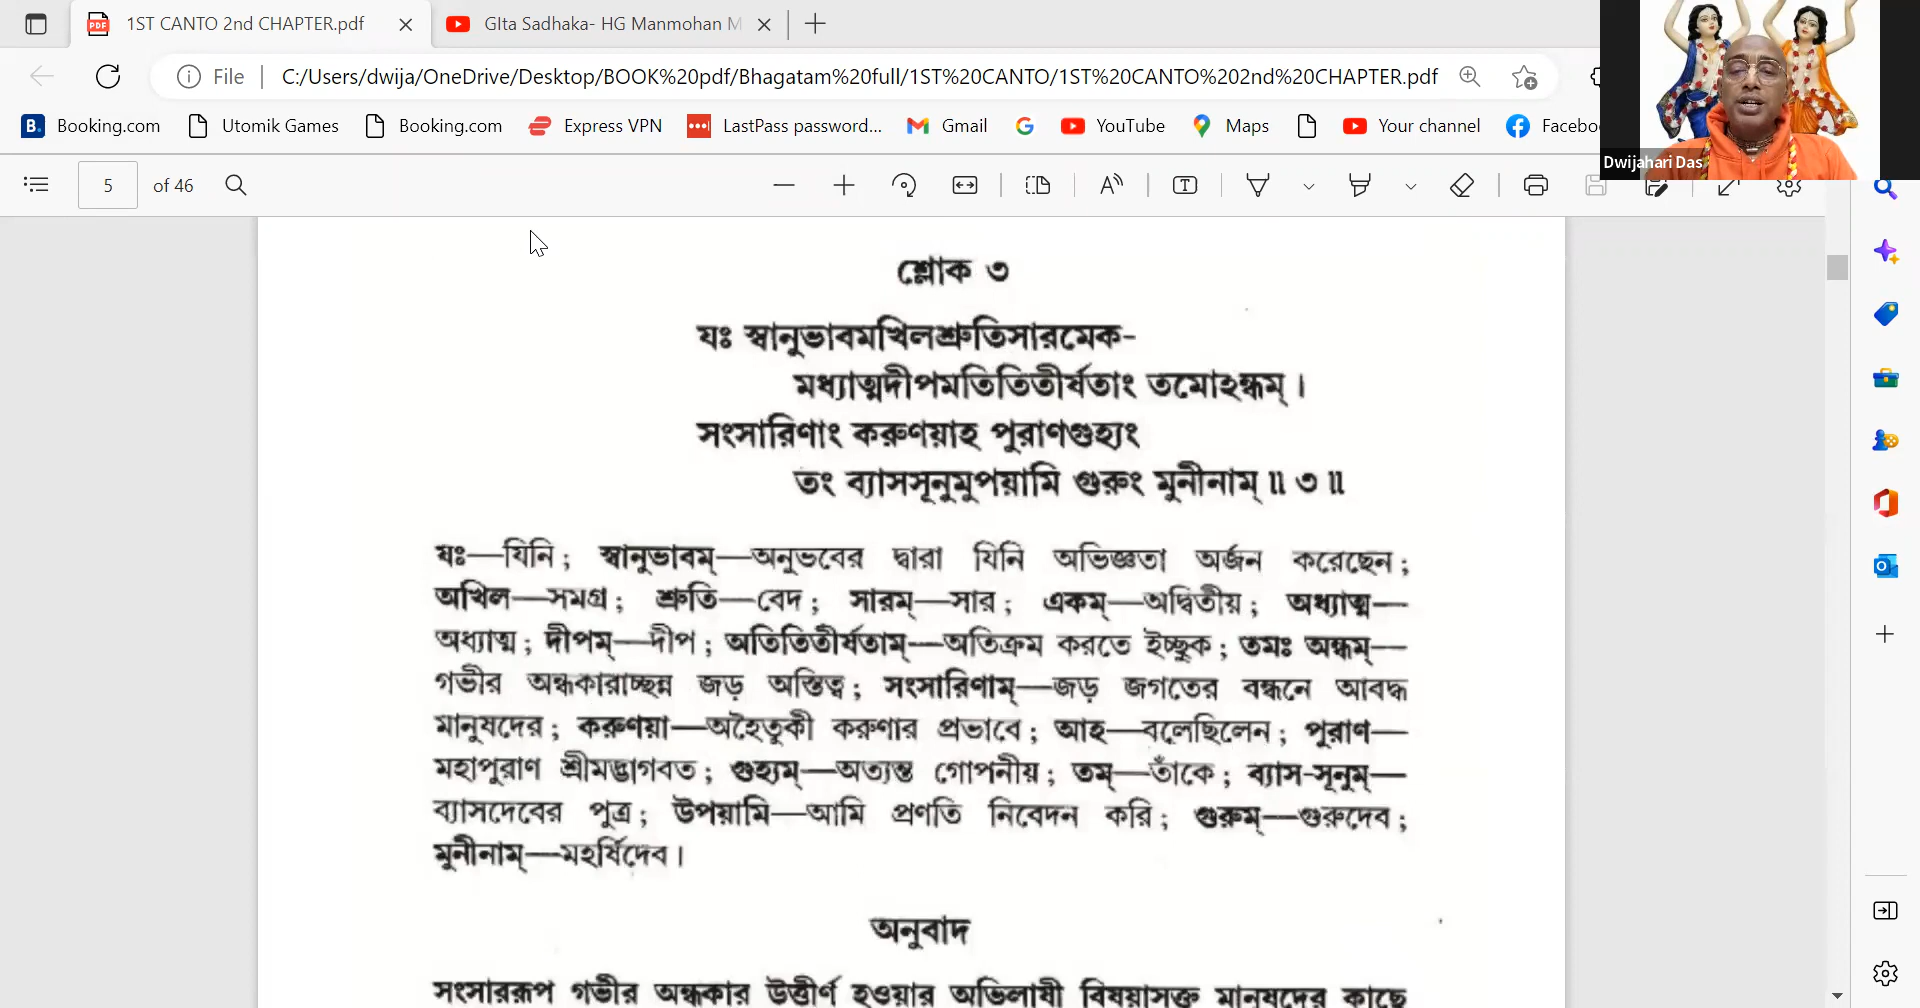 1ST CANTO 2nd CHAPTER.pdf
GIta Sadhaka- HG Manmohan M
File
C:/Users/dwija/OneDrive/Desktop/BOOK%20pdf/Bhagatam%20full/1ST%20CANTO/1ST%20CANTO%202nd%20CHAPTER.pdf
Booking.com Utomik Games Booking.com Express VPN LastPass password... Gmail YouTube Maps Your channel Facebo
Dwijahari Das
5 of 46
শ্লোক ৩
যঃ স্বানুভাবমখিলশ্রুতিসারমেক-
মধ্যাত্মদীপমতিতিতীর্ষতাং তমোহন্ধম্ ।
সংসারিণাং করুণয়াহ পুরাণগুহ্যং
তং ব্যাসসূনুমুপয়ামি গুরুং মুনীনাম্ ॥ ৩ ॥
যঃ—যিনি ; স্বানুভাবম্—অনুভবের দ্বারা যিনি অভিজ্ঞতা অর্জন করেছেন ;
অখিল—সমগ্র ; শ্রুতি—বেদ ; সারম্—সার ; একম্—অদ্বিতীয় ; অধ্যাত্ম—
অধ্যাত্ম ; দীপম্—দীপ ; অতিতিতীর্ষতাম্—অতিক্রম করতে ইচ্ছুক ; তমঃ অন্ধম্—
গভীর অন্ধকারাচ্ছন্ন জড় অস্তিত্ব ; সংসারিণাম্—জড় জগতের বন্ধনে আবদ্ধ
মানুষদের ; করুণয়া—অহৈতুকী করুণার প্রভাবে ; আহ—বলেছিলেন ; পুরাণ—
মহাপুরাণ শ্রীমদ্ভাগবত ; গুহ্যম্—অত্যন্ত গোপনীয় ; তম্—তাঁকে ; ব্যাস-সূনুম্—
ব্যাসদেবের পুত্র ; উপয়ামি—আমি প্রণতি নিবেদন করি ; গুরুম্—গুরুদেব ;
মুনীনাম্—মহর্ষিদেব ।
অনুবাদ
সংসাররূপ গভীর অন্ধকার উত্তীর্ণ হওয়ার অভিলাষী বিষয়াসক্ত মানুষদের কাছে